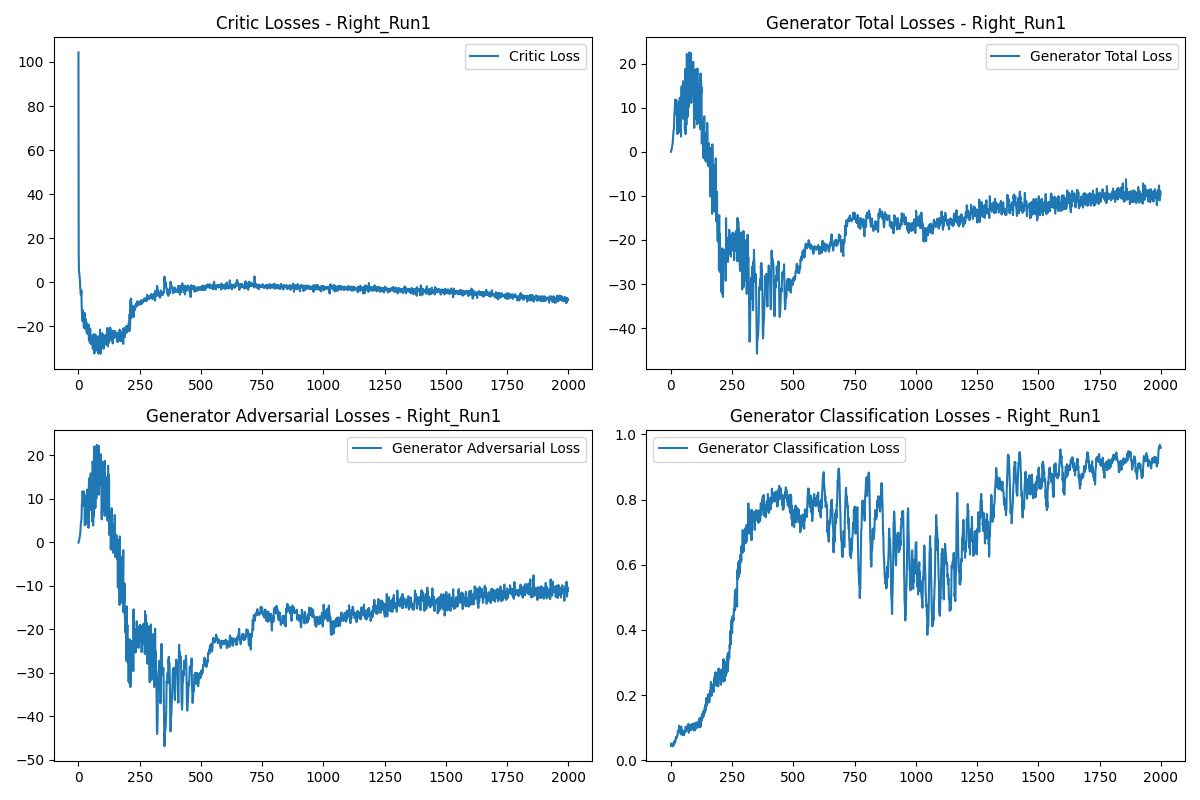 Critic Losses - Right_Run1
Critic Loss
100
80
60
40
20
0
−20
0 250 500 750 1000 1250 1500 1750 2000
Generator Total Losses - Right_Run1
Generator Total Loss
20
10
0
−10
−20
−30
−40
0 250 500 750 1000 1250 1500 1750 2000
Generator Adversarial Losses - Right_Run1
Generator Adversarial Loss
20
10
0
−10
−20
−30
−40
−50
0 250 500 750 1000 1250 1500 1750 2000
Generator Classification Losses - Right_Run1
Generator Classification Loss
1.0
0.8
0.6
0.4
0.2
0.0
0 250 500 750 1000 1250 1500 1750 2000